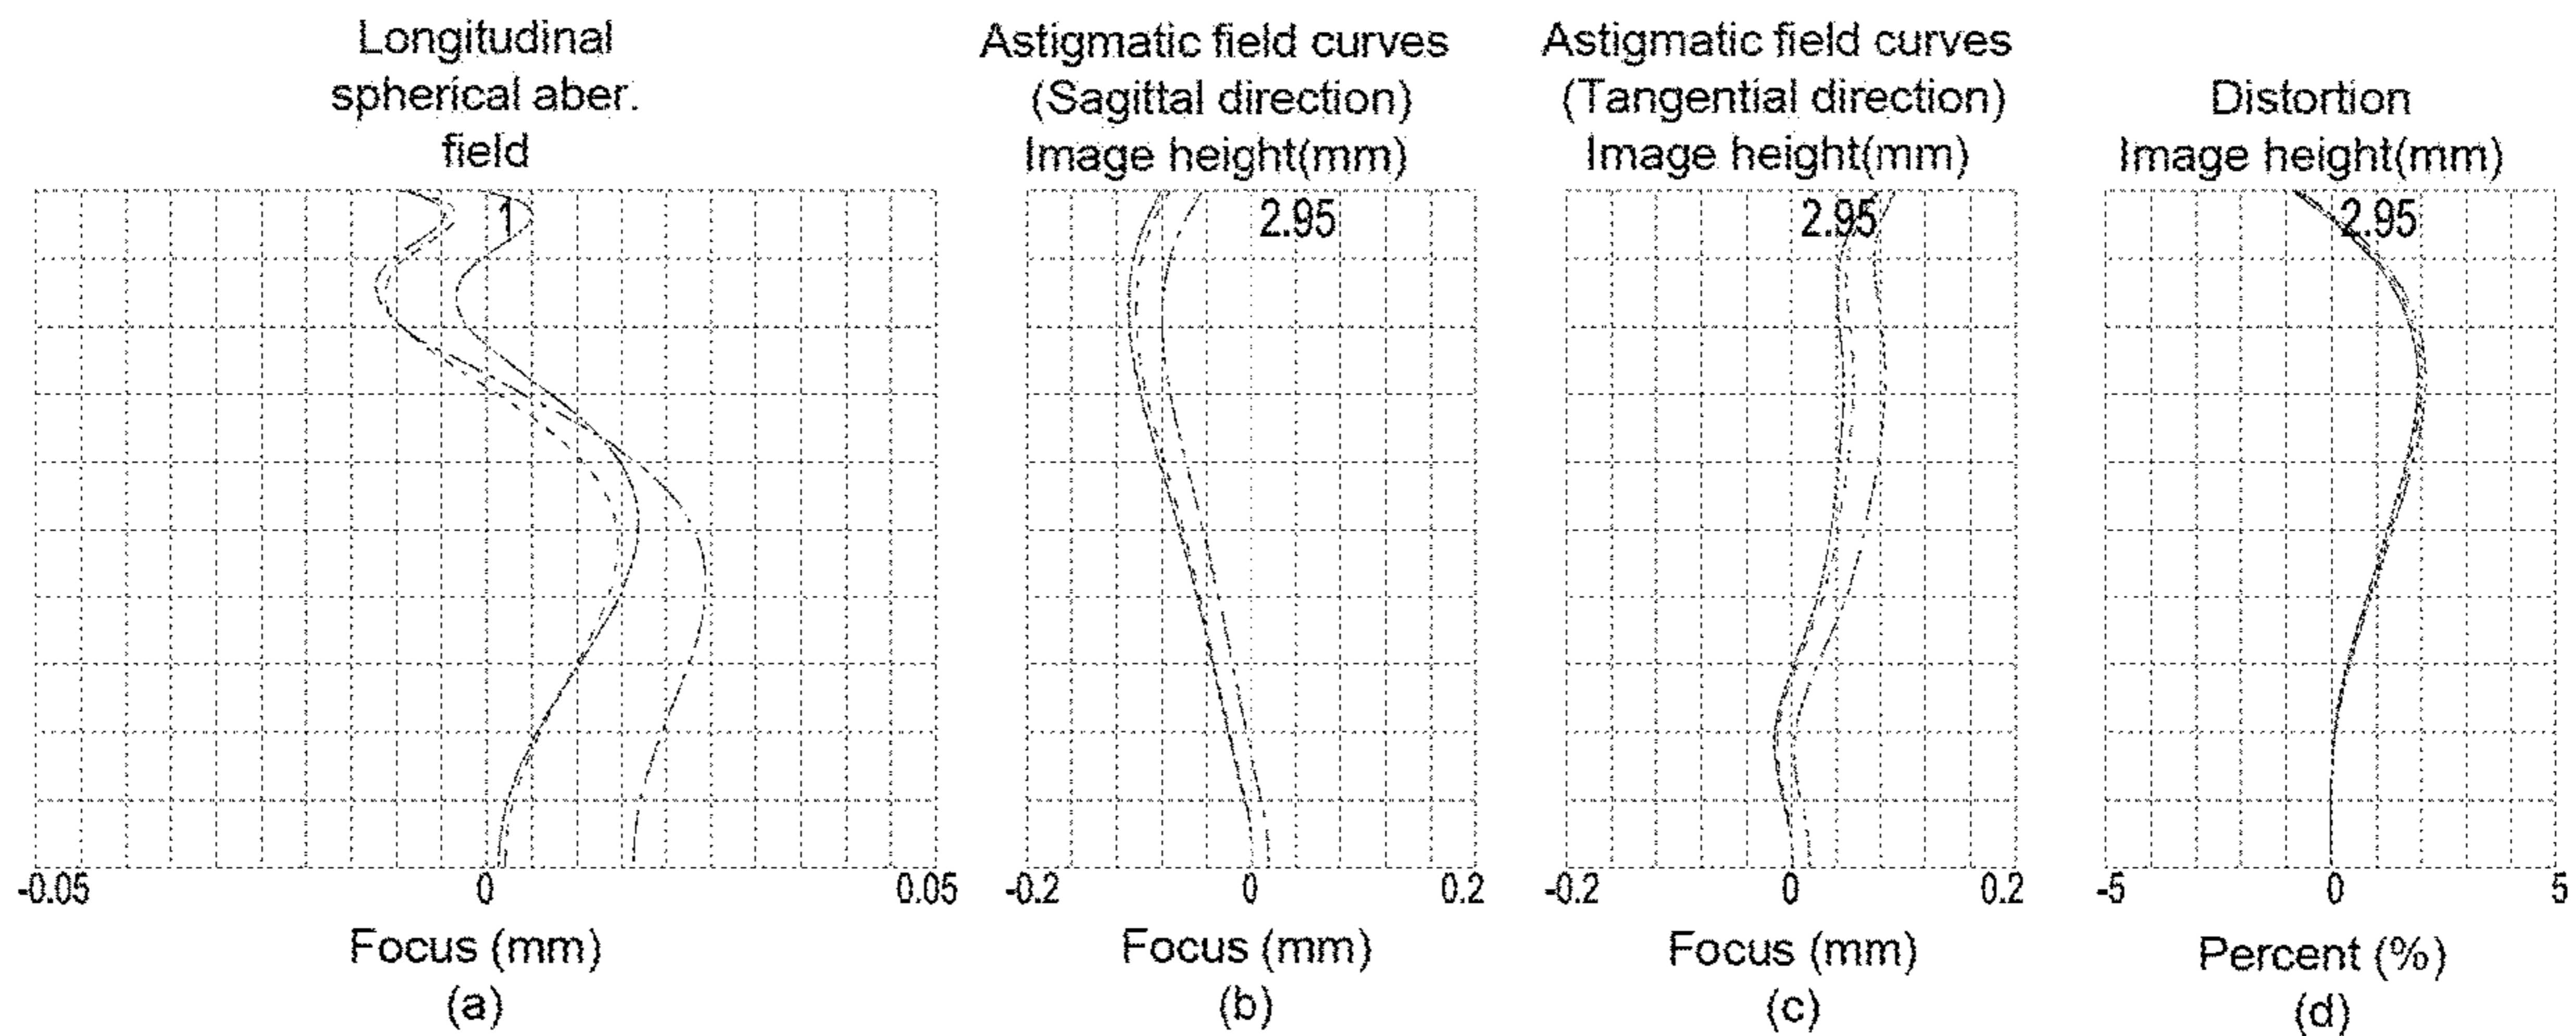 Longitudinal
spherical aber.
field
1
-0.05 0 0.05
Focus (mm)
(a)
Astigmatic field curves
(Sagittal direction)
Image height(mm)
2.95
-0.2 0 0.2
Focus (mm)
(b)
Astigmatic field curves
(Tangential direction)
Image height(mm)
2.95
-0.2 0 0.2
Focus (mm)
(c)
Distortion
Image height(mm)
2.95
-5 0 5
Percent (%)
(d)